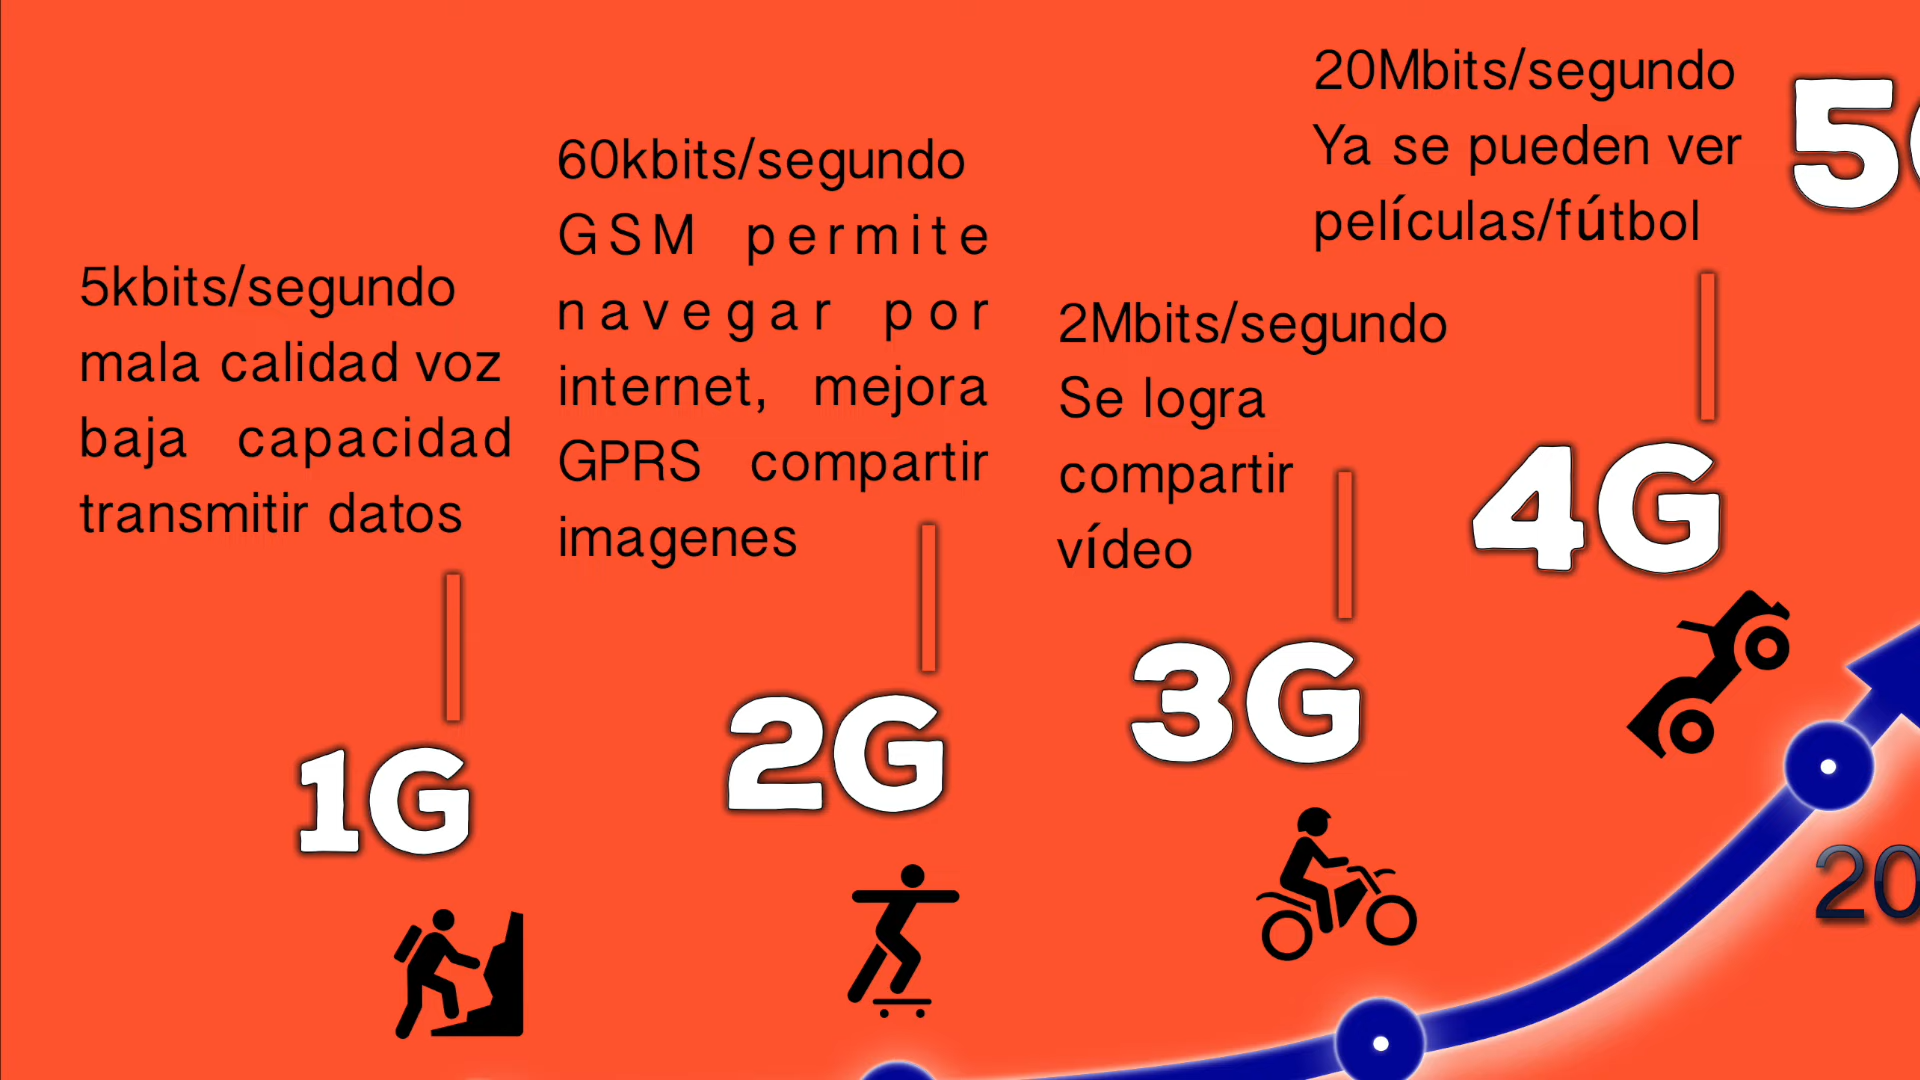 5kbits/segundo
mala calidad voz
baja capacidad
transmitir datos
1G
60kbits/segundo
GSM permite
navegar por
internet, mejora
GPRS compartir
imagenes
2G
2Mbits/segundo
Se logra
compartir
vídeo
3G
20Mbits/segundo
Ya se pueden ver
películas/fútbol
4G
5
20